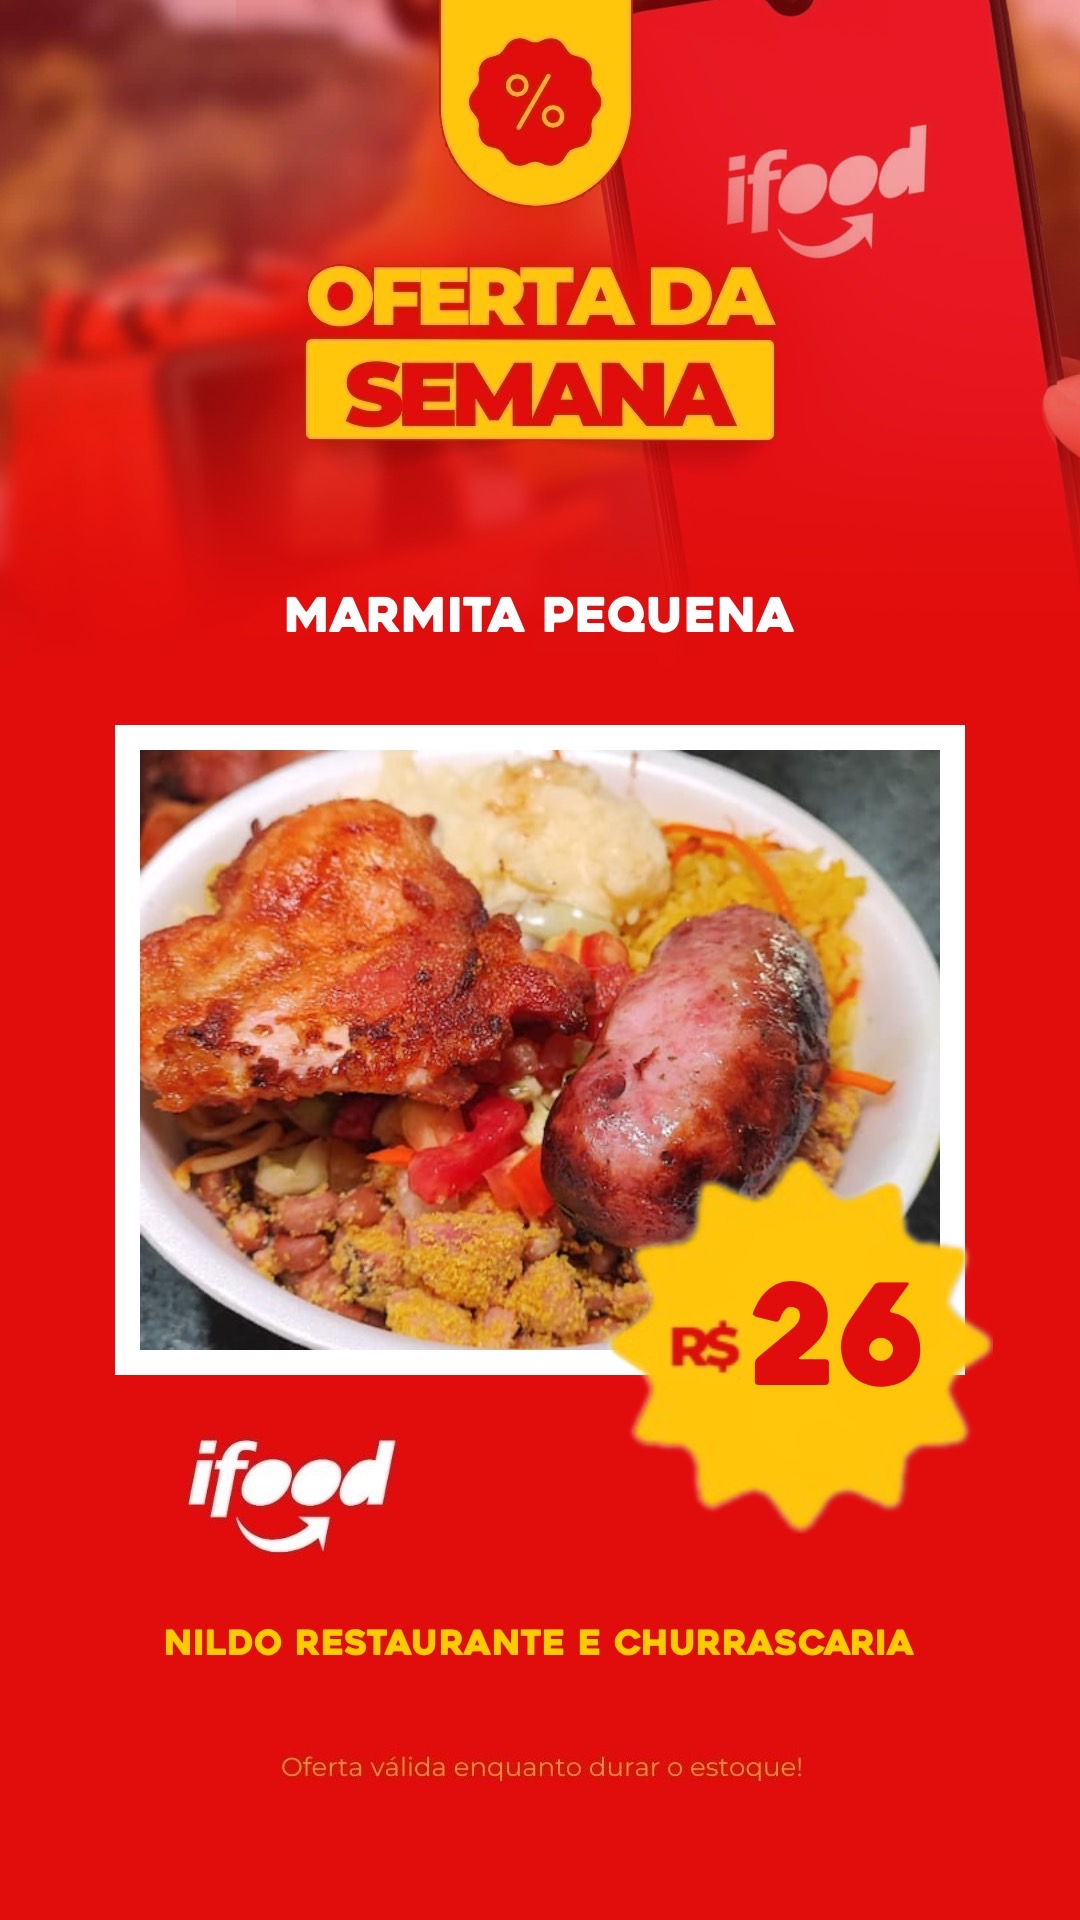 %
ifood
OFERTA DA
SEMANA
MARMITA PEQUENA
R$ 26
ifood
NILDO RESTAURANTE E CHURRASCARIA
Oferta válida enquanto durar o estoque!